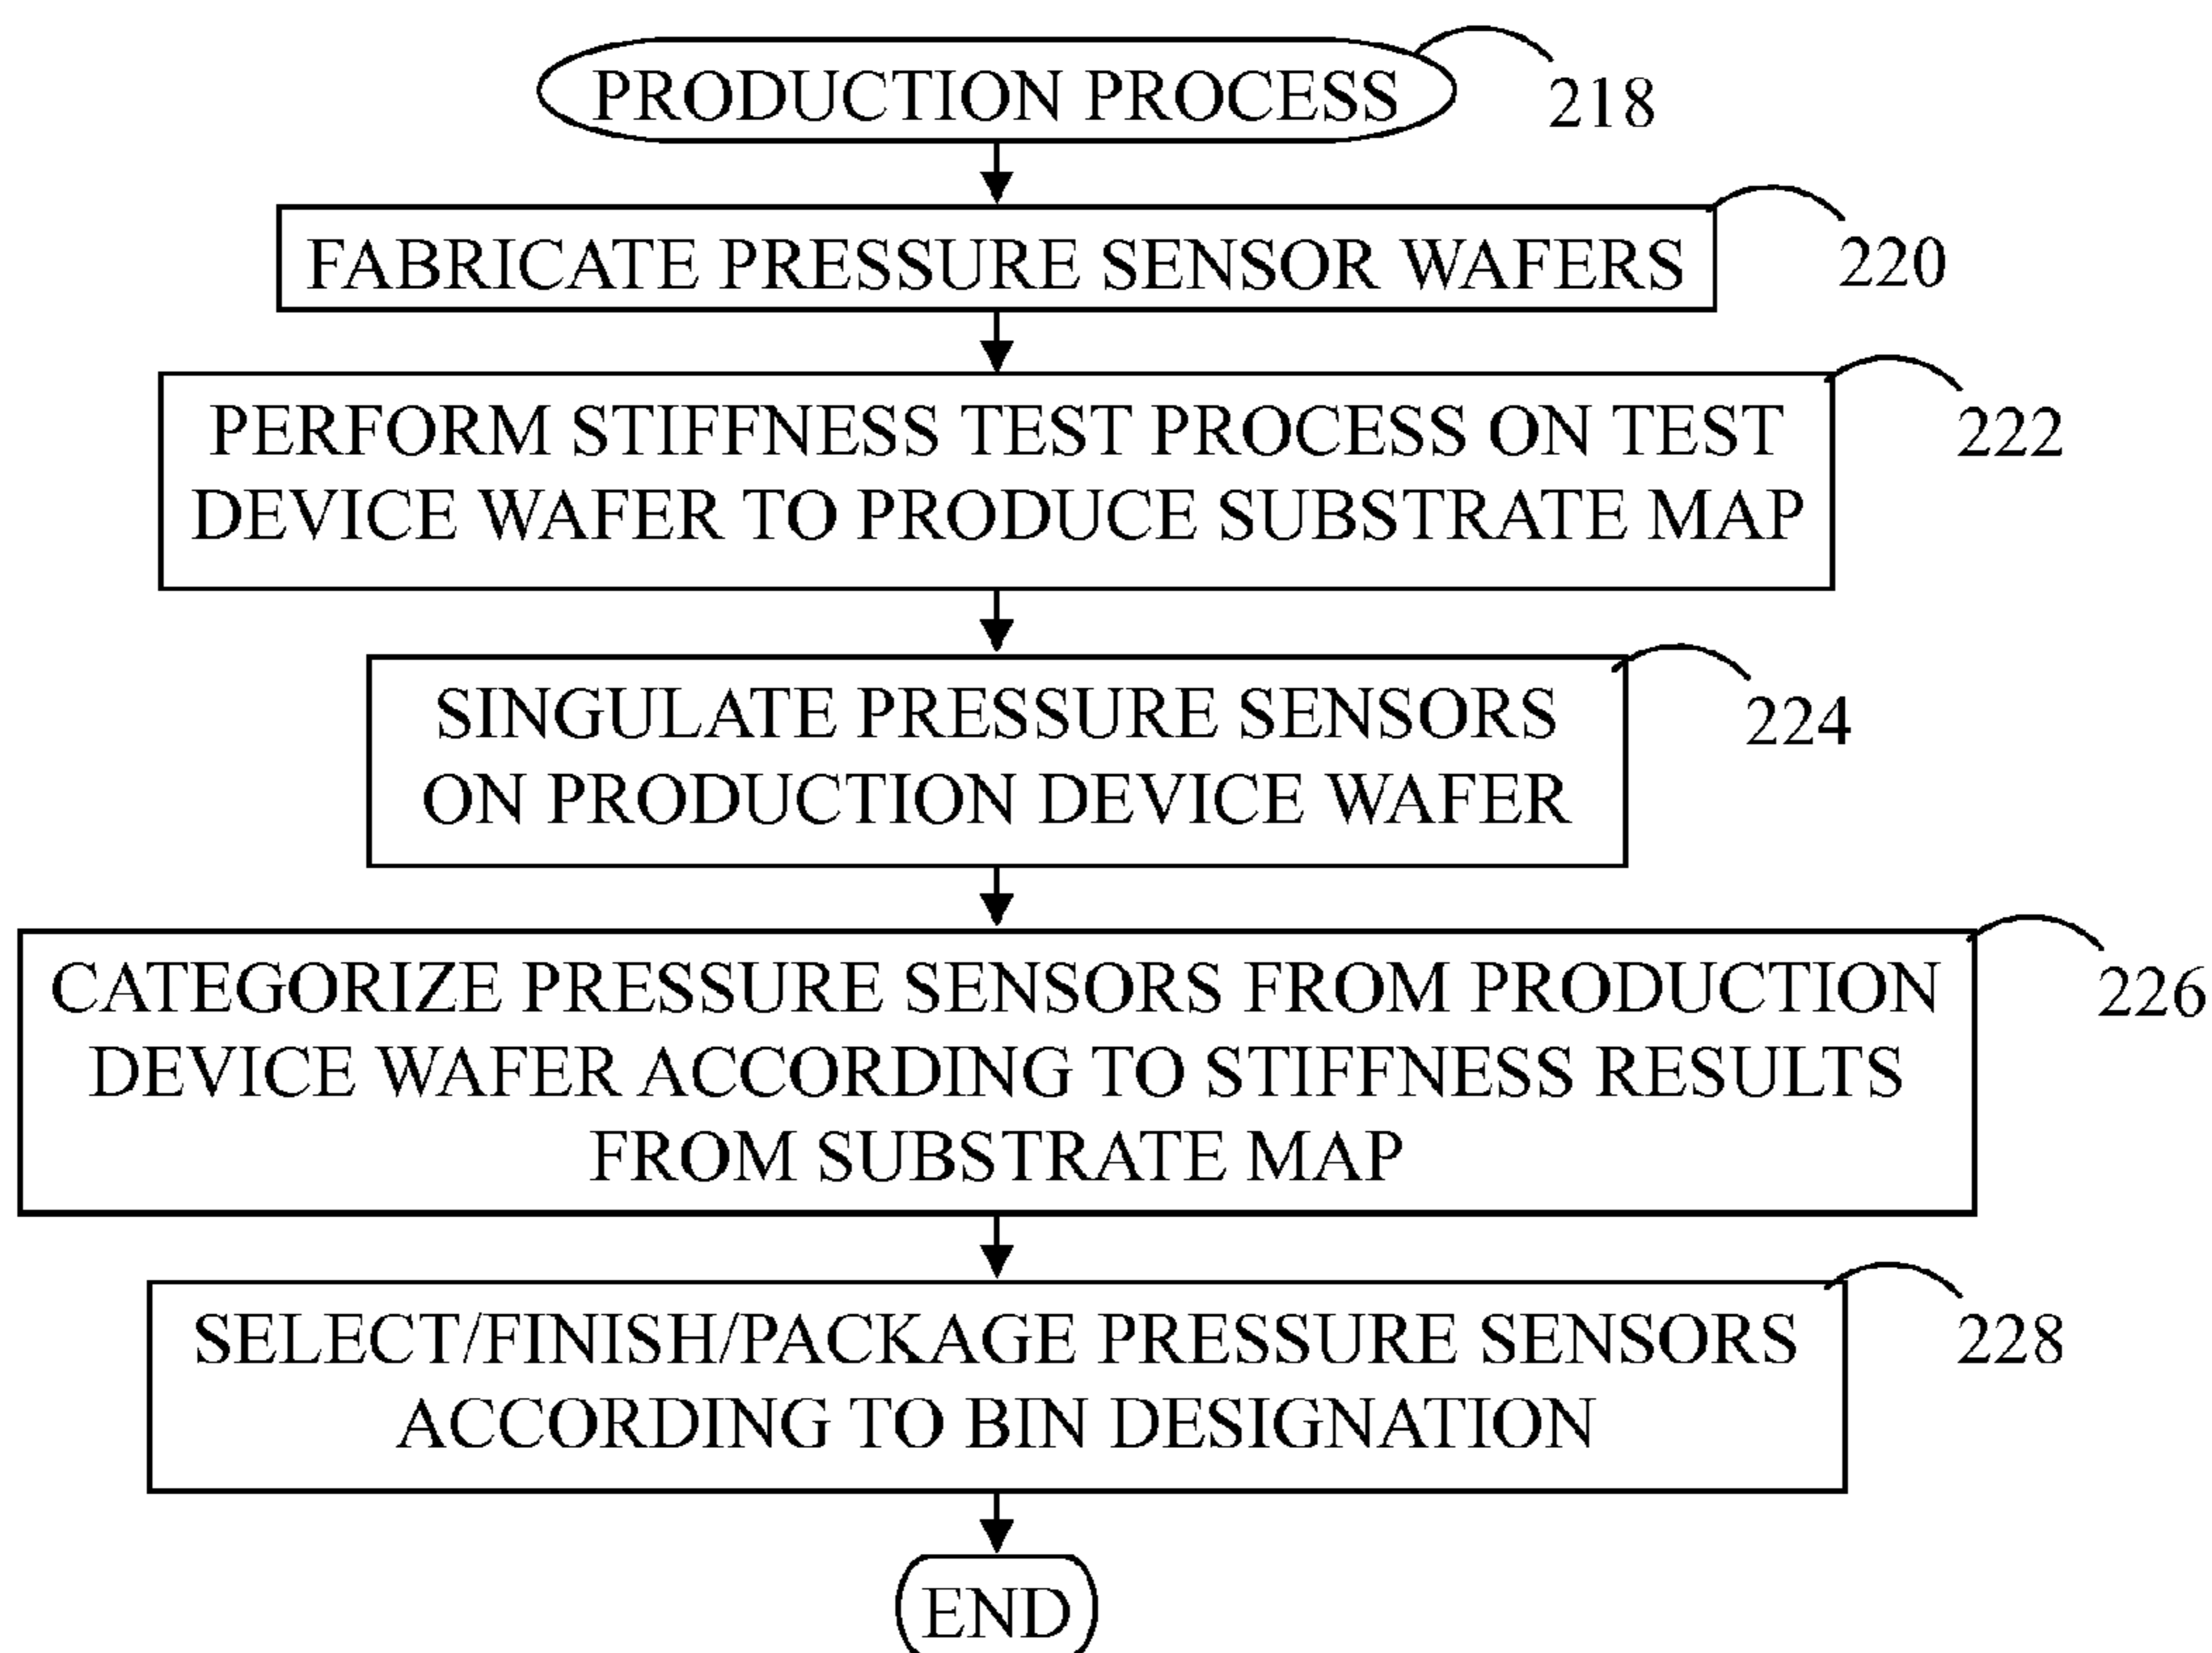 PRODUCTION PROCESS
218
FABRICATE PRESSURE SENSOR WAFERS
220
PERFORM STIFFNESS TEST PROCESS ON TEST
DEVICE WAFER TO PRODUCE SUBSTRATE MAP
222
SINGULATE PRESSURE SENSORS
ON PRODUCTION DEVICE WAFER
224
CATEGORIZE PRESSURE SENSORS FROM PRODUCTION
DEVICE WAFER ACCORDING TO STIFFNESS RESULTS
FROM SUBSTRATE MAP
226
SELECT/FINISH/PACKAGE PRESSURE SENSORS
ACCORDING TO BIN DESIGNATION
228
END